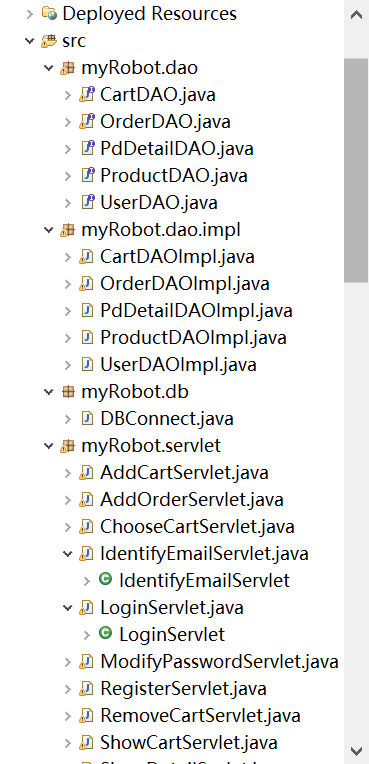 Deployed Resources
src
myRobot.dao
CartDAO.java
OrderDAO.java
PdDetailDAO.java
ProductDAO.java
UserDAO.java
myRobot.dao.impl
CartDAOImpl.java
OrderDAOImpl.java
PdDetailDAOImpl.java
ProductDAOImpl.java
UserDAOImpl.java
myRobot.db
DBConnect.java
myRobot.servlet
AddCartServlet.java
AddOrderServlet.java
ChooseCartServlet.java
IdentifyEmailServlet.java
IdentifyEmailServlet
LoginServlet.java
LoginServlet
ModifyPasswordServlet.java
RegisterServlet.java
RemoveCartServlet.java
ShowCartServlet.java